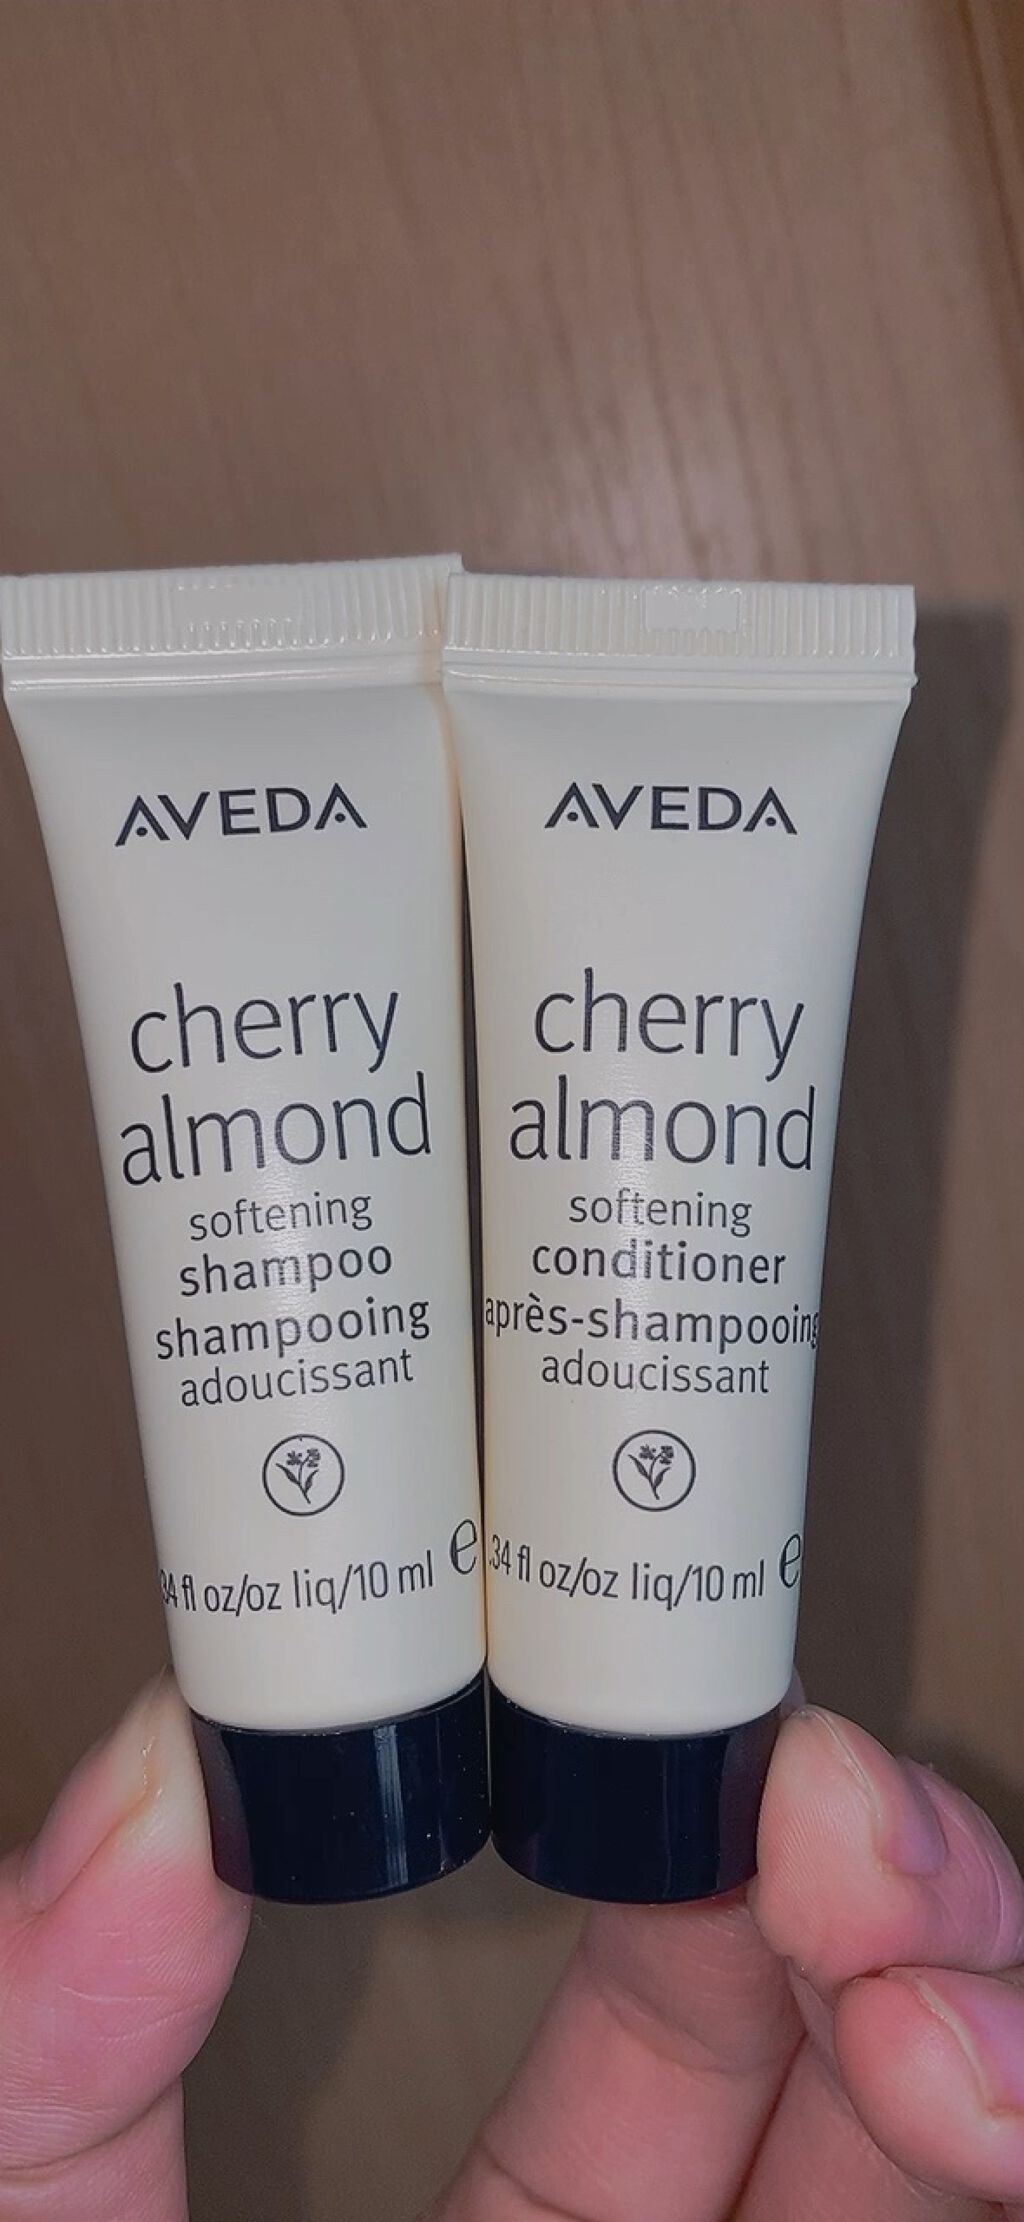 AVEDA
cherry
almond
softening
shampoo
shampooing
adoucissant
34 fl oz/oz liq/10 ml e
AVEDA
cherry
almond
softening
conditioner
après-shampooing
adoucissant
.34 fl oz/oz liq/10 ml e